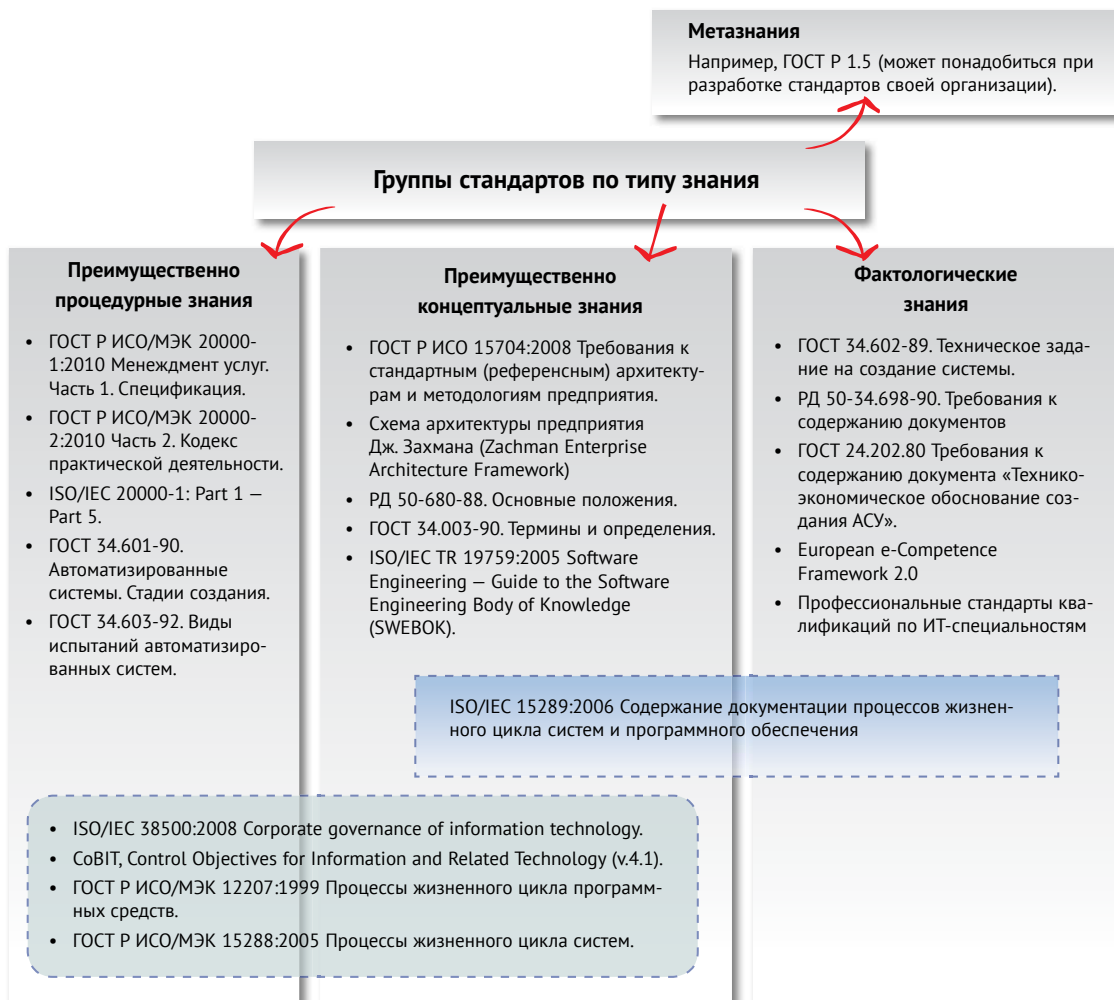 Метазнания
Например, ГОСТ Р 1.5 (может понадобиться при
разработке стандартов своей организации).
Группы стандартов по типу знания
Преимущественно
процедурные знания
• ГОСТ Р ИСО/МЭК 20000-
1:2010 Менеждмент услуг.
Часть 1. Спецификация.
• ГОСТ Р ИСО/МЭК 20000-
2:2010 Часть 2. Кодекс
практической деятельности.
• ISO/IEC 20000-1: Part 1 —
Part 5.
• ГОСТ 34.601-90.
Автоматизированные
системы. Стадии создания.
• ГОСТ 34.603-92. Виды
испытаний автоматизиро-
ванных систем.
Преимущественно
концептуальные знания
• ГОСТ Р ИСО 15704:2008 Требования к
стандартным (референсным) архитекту-
рам и методологиям предприятия.
• Схема архитектуры предприятия
Дж. Захмана (Zachman Enterprise
Architecture Framework)
• РД 50-680-88. Основные положения.
• ГОСТ 34.003-90. Термины и определения.
• ISO/IEC TR 19759:2005 Software
Engineering — Guide to the Software
Engineering Body of Knowledge
(SWEBOK).
Фактологические
знания
• ГОСТ 34.602-89. Техническое зада-
ние на создание системы.
• РД 50-34.698-90. Требования к
содержанию документов
• ГОСТ 24.202.80 Требования к
содержанию документа «Технико-
экономическое обоснование соз-
дания АСУ».
• European e-Competence
Framework 2.0
• Профессиональные стандарты ква-
лификаций по ИТ-специальностям
ISO/IEC 15289:2006 Содержание документации процессов жизнен-
ного цикла систем и программного обеспечения
• ISO/IEC 38500:2008 Corporate governance of information technology.
• CoBIT, Control Objectives for Information and Related Technology (v.4.1).
• ГОСТ Р ИСО/МЭК 12207:1999 Процессы жизненного цикла программ-
ных средств.
• ГОСТ Р ИСО/МЭК 15288:2005 Процессы жизненного цикла систем.